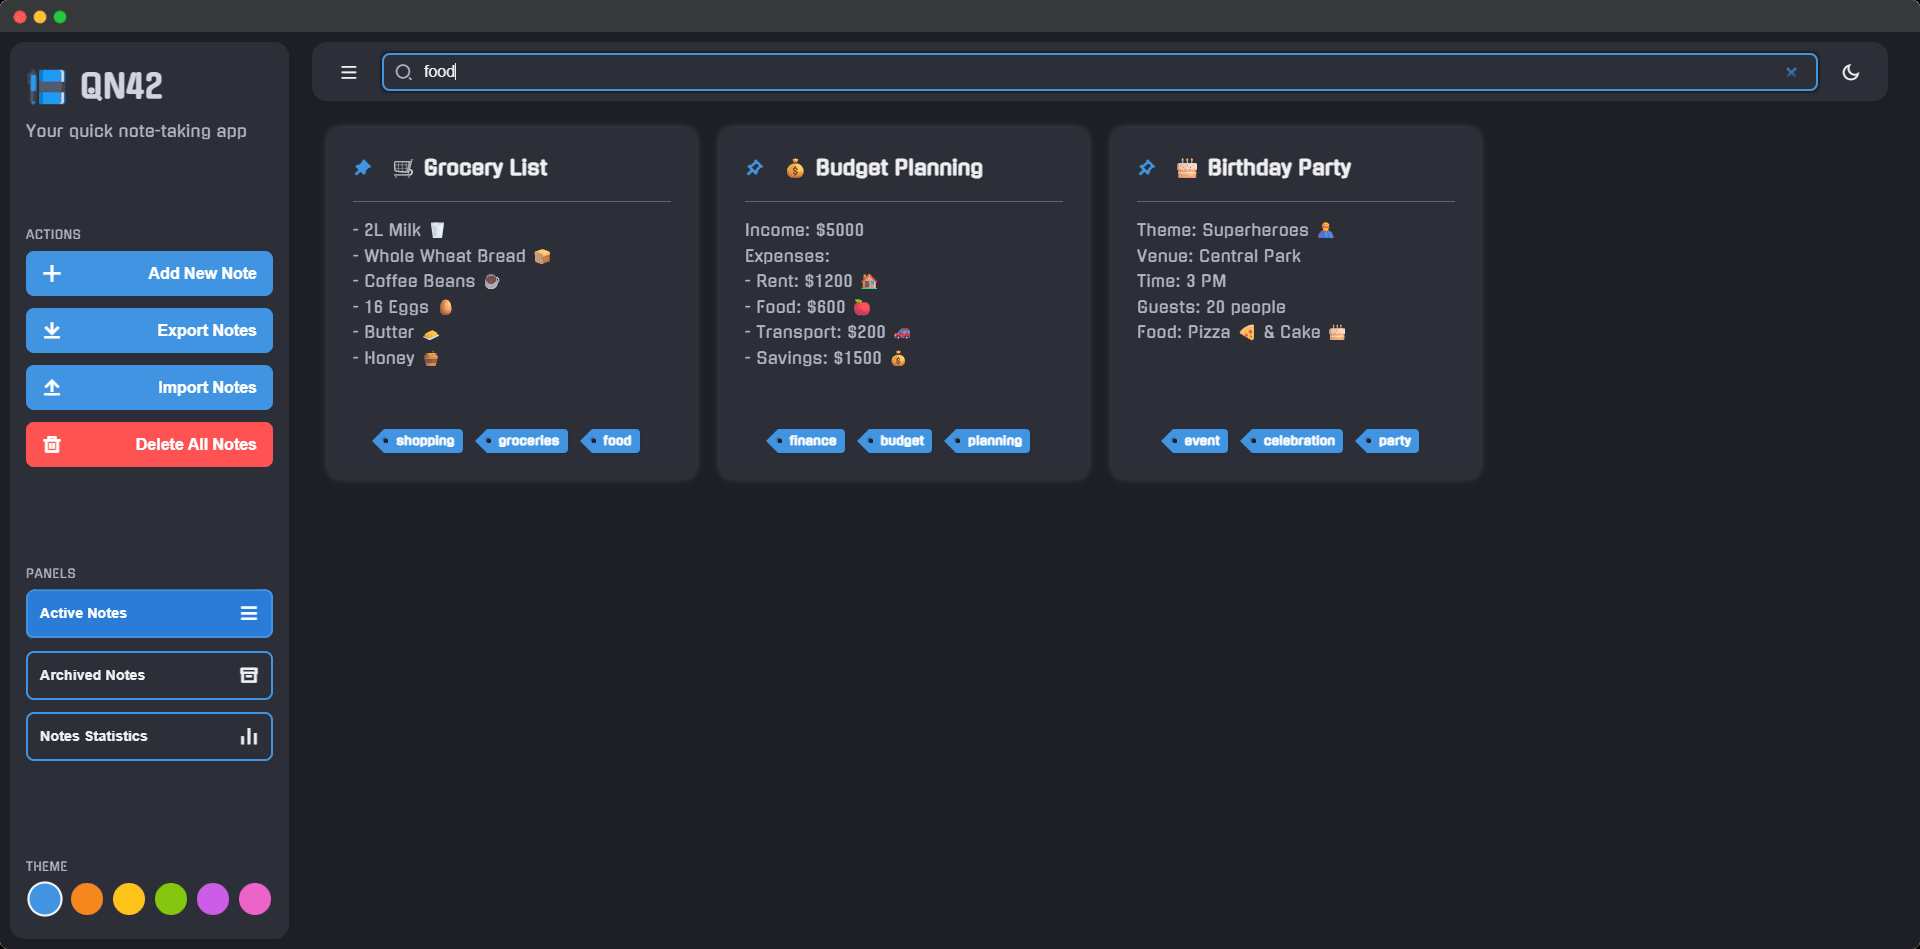 QN42
Your quick note-taking app
ACTIONS
Add New Note
Export Notes
Import Notes
Delete All Notes
PANELS
Active Notes
Archived Notes
Notes Statistics
THEME
food
Grocery List
- 2L Milk 🥛
- Whole Wheat Bread 🍞
- Coffee Beans ☕
- 16 Eggs 🥚
- Butter 🧈
- Honey 🍯
shopping groceries food
Budget Planning
Income: $5000
Expenses:
- Rent: $1200 🏠
- Food: $600 🍎
- Transport: $200 🚗
- Savings: $1500 💰
finance budget planning
Birthday Party
Theme: Superheroes 🦸
Venue: Central Park
Time: 3 PM
Guests: 20 people
Food: Pizza 🍕 & Cake 🎂
event celebration party